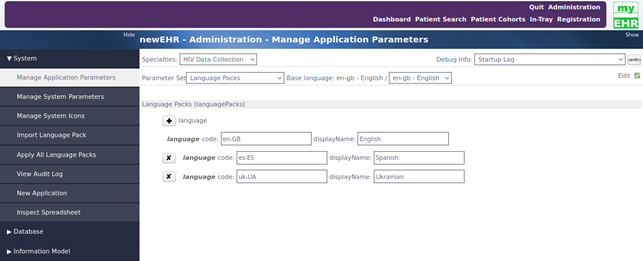 Quit Administration
Dashboard Patient Search Patient Cohorts In-Tray Registration
my
EHR
Hide
newEHR - Administration - Manage Application Parameters
Show
▼ System
Manage Application Parameters
Manage System Parameters
Manage System Icons
Import Language Pack
Apply All Language Packs
View Audit Log
New Application
Inspect Spreadsheet
▶ Database
▶ Information Model
Specialties: HIV Data Collection
Debug Info: Startup Log
Parameter Set Language Packs Base language: en-gb - English / en-gb - English
Edit
Language Packs (languagePacks)
language
language code: en-GB displayName: English
language code: es-ES displayName: Spanish
language code: uk-UA displayName: Ukrainian